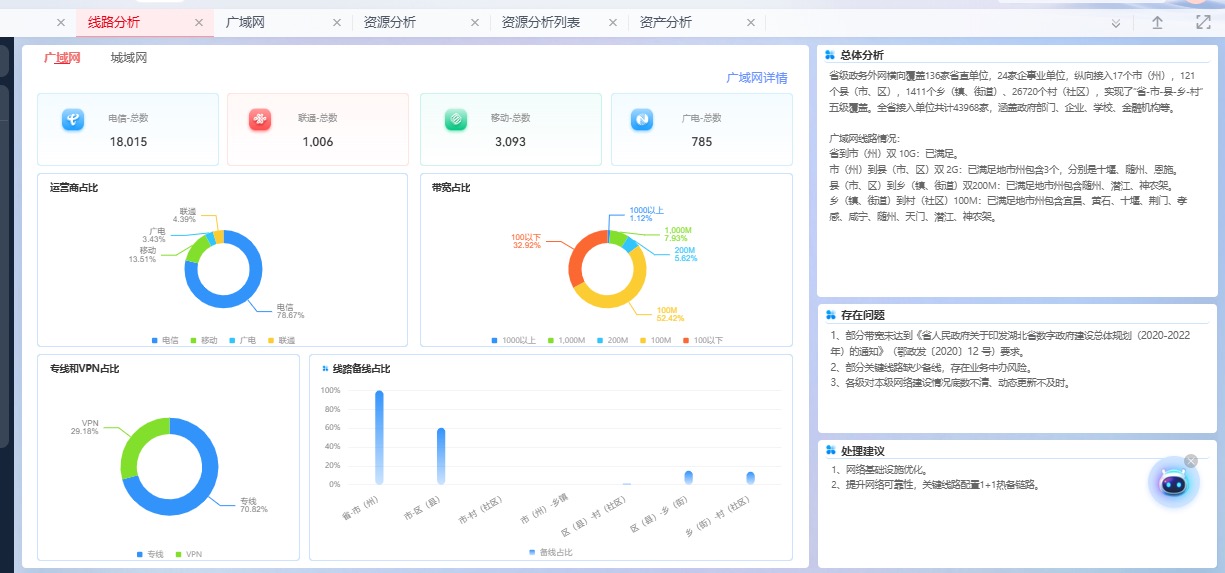 线路分析
广域网
资源分析
资源分析列表
资产分析
广域网
城域网
广域网详情
电信-总数
18,015
联通-总数
1,006
移动-总数
3,093
广电-总数
785
运营商占比
联通
4.39%
广电
3.43%
移动
13.51%
电信
78.67%
电信 移动 广电 联通
带宽占比
1000以上
1.12%
1,000M
7.93%
200M
5.62%
100以下
32.92%
100M
52.42%
1000以上 1,000M 200M 100M 100以下
专线和VPN占比
VPN
29.18%
专线
70.82%
专线 VPN
线路备线占比
100%
80%
60%
40%
20%
0%
省-市（州）
市-区（县）
市-村（社区）
市（州）-乡镇
区（县）-村（社区）
区（县）-乡（街）
乡（街）-村（社区）
备线占比
总体分析
省级政务外网横向覆盖136家省直单位，24家企事业单位，纵向接入17个市（州），121
个县（市、区），1411个乡（镇、街道）、26720个村（社区），实现了"省-市-县-乡-村"
五级覆盖。全省接入单位共计43968家，涵盖政府部门、企业、学校、金融机构等。
广域网线路情况：
省到市（州）双 10G：已满足。
市（州）到县（市、区）双 2G：已满足地市州包含3个，分别是十堰、随州、恩施。
县（市、区）到乡（镇、街道）双200M：已满足地市州包含随州、潜江、神农架。
乡（镇、街道）到村（社区）100M：已满足地市州包含宜昌、黄石、十堰、荆门、孝
感、咸宁、随州、天门、潜江、神农架。
存在问题
1、部分带宽未达到《省人民政府关于印发湖北省数字政府建设总体规划（2020-2022
年）的通知》（鄂政发〔2020〕12 号）要求。
2、部分关键线路缺少备线，存在业务中办风险。
3、各级对本级网络建设情况底数不清、动态更新不及时。
处理建议
1、网络基础设施优化。
2、提升网络可靠性，关键线路配置1+1热备链路。